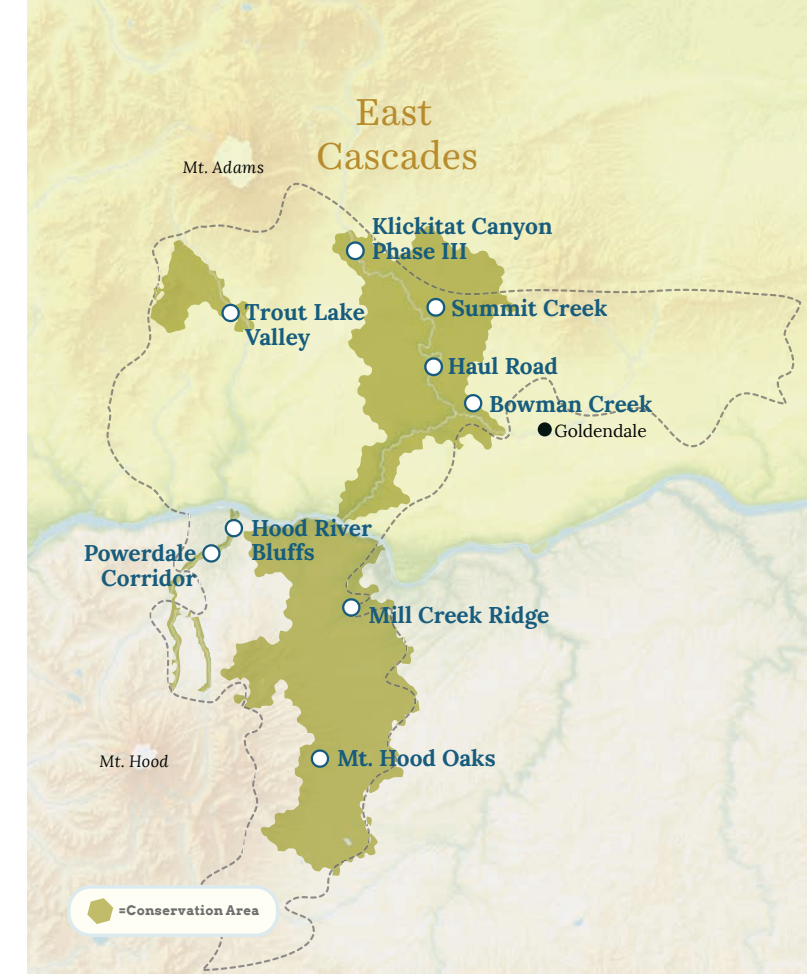 East
Cascades
Mt. Adams
Klickitat Canyon
Phase III
Trout Lake
Valley
Summit Creek
Haul Road
Bowman Creek
Goldendale
Hood River
Bluffs
Powerdale
Corridor
Mill Creek Ridge
Mt. Hood
Mt. Hood Oaks
=Conservation Area